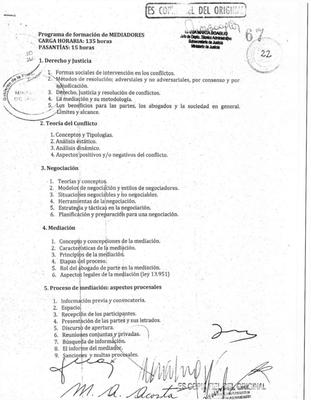 ES COPIA DEL ORIGINAL
67
22
Programa de formación de MEDIADORES
CARGA HORARIA: 135 horas
PASANTÍAS: 15 horas
1. Derecho y Justicia
1. Formas sociales de intervención en los conflictos.
2. Métodos de resolución: adversariales y no adversariales, por consenso y por
adjudicación.
3. Derecho, justicia y resolución de conflictos.
4. La mediación y su metodología.
5. Los beneficios para las partes, los abogados y la sociedad en general.
Límites y alcance.
2. Teoría del Conflicto
1. Conceptos y Tipologías.
2. Análisis estático.
3. Análisis dinámico.
4. Aspectos positivos y/o negativos del conflicto.
3. Negociación
1. Teorías y conceptos.
2. Modelos de negociación y estilos de negociadores.
3. Situaciones negociables y no negociables.
4. Herramientas de la negociación.
5. Estrategia y tácticas en la negociación.
6. Planificación y preparación para una negociación.
4. Mediación
1. Concepto y concepciones de la mediación.
2. Características de la mediación.
3. Principios de la mediación.
4. Etapas del proceso.
5. Rol del abogado de parte en la mediación.
6. Aspectos legales de la mediación (ley 13.951)
5. Proceso de mediación: aspectos procesales
1. Información previa y convocatoria.
2. Espacio
3. Recepción de los participantes.
4. Presentación de las partes y sus letrados.
5. Discurso de apertura.
6. Reuniones conjuntas y privadas.
7. Búsqueda de información.
8. El informe del mediador.
9. Sanciones y multas procesales.
M. A. Acosta
ES COPIA FIEL DEL ORIGINAL